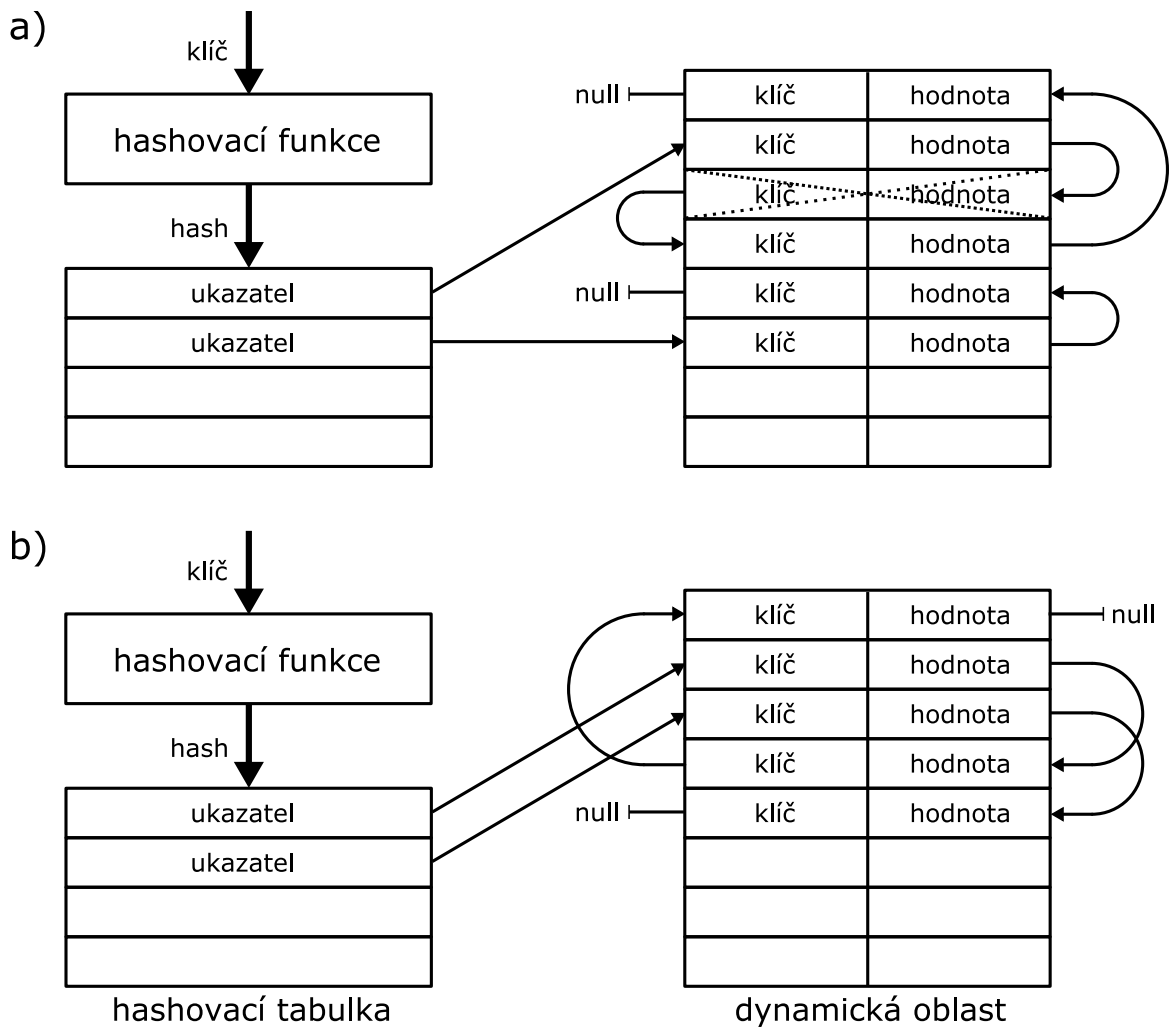 a)
klíč
hashovací funkce
hash
ukazatel
ukazatel
null klíč hodnota
klíč hodnota
klíč hodnota
klíč hodnota
null klíč hodnota
klíč hodnota
b)
klíč
hashovací funkce
hash
ukazatel
ukazatel
klíč hodnota null
klíč hodnota
klíč hodnota
klíč hodnota
null klíč hodnota
hashovací tabulka
dynamická oblast